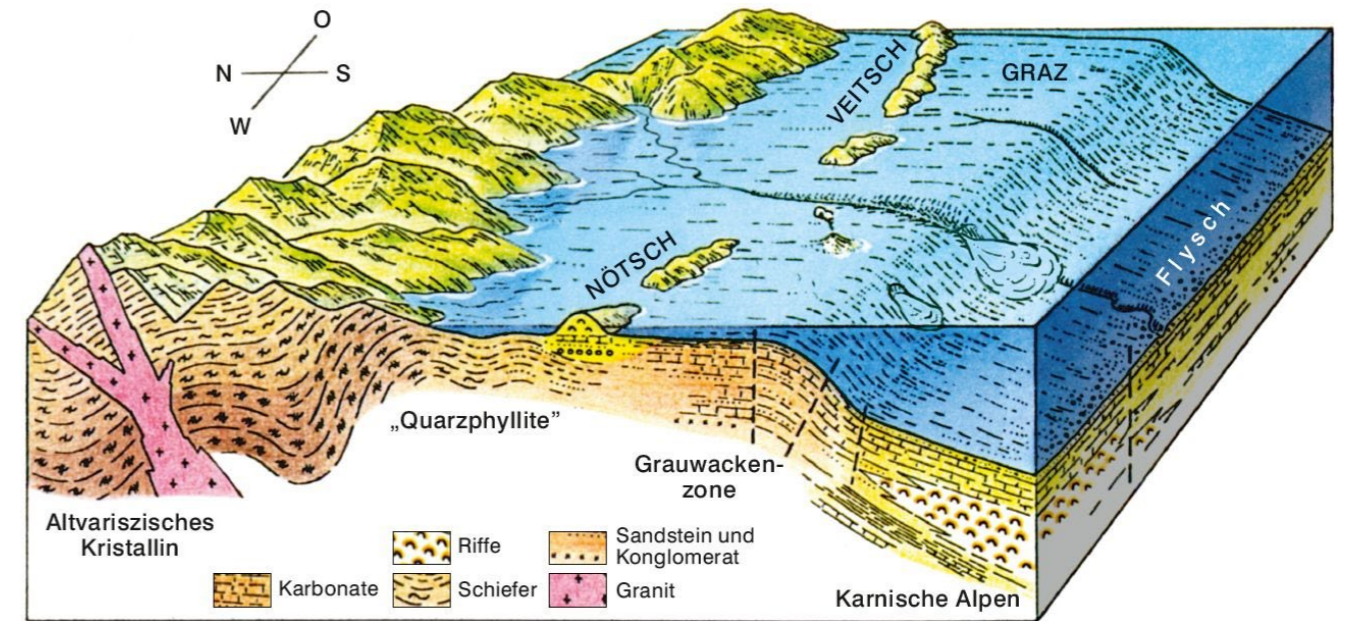 O
N
S
W
VEITSCH
GRAZ
NÖTSCH
Flysch
„Quarzphyllite”
Grauwacken-
zone
Altvariszisches
Kristallin
Riffe
Sandstein und
Konglomerat
Karbonate
Schiefer
Granit
Karnische Alpen